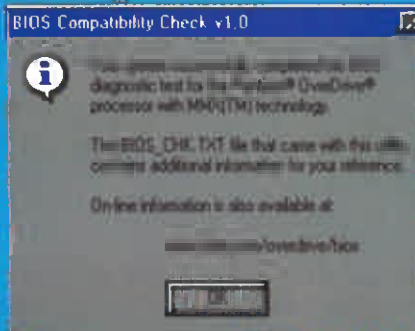 BIOS Compatibility Check v1.0
diagnostic test for the Pentium® OverDrive®
processor with MMX(TM) technology.
The BIOS_CHK.TXT file that came with this utility
contains additional information for your reference.
On-line information is also available at:
/overdrive/bios
OK